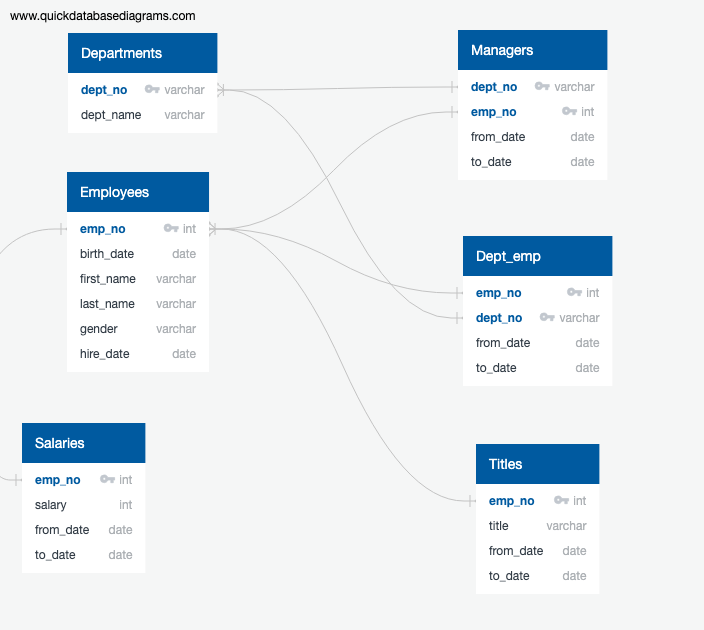 www.quickdatabasediagrams.com
Departments
dept_no varchar
dept_name varchar
Managers
dept_no varchar
emp_no int
from_date date
to_date date
Employees
emp_no int
birth_date date
first_name varchar
last_name varchar
gender varchar
hire_date date
Dept_emp
emp_no int
dept_no varchar
from_date date
to_date date
Salaries
emp_no int
salary int
from_date date
to_date date
Titles
emp_no int
title varchar
from_date date
to_date date